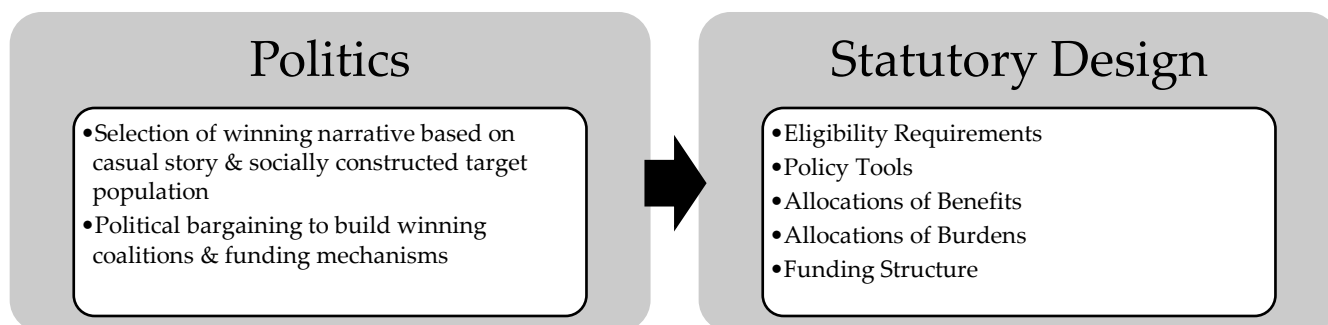 Politics
•Selection of winning narrative based on
casual story & socially constructed target
population
•Political bargaining to build winning
coalitions & funding mechanisms
Statutory Design
•Eligibility Requirements
•Policy Tools
•Allocations of Benefits
•Allocations of Burdens
•Funding Structure